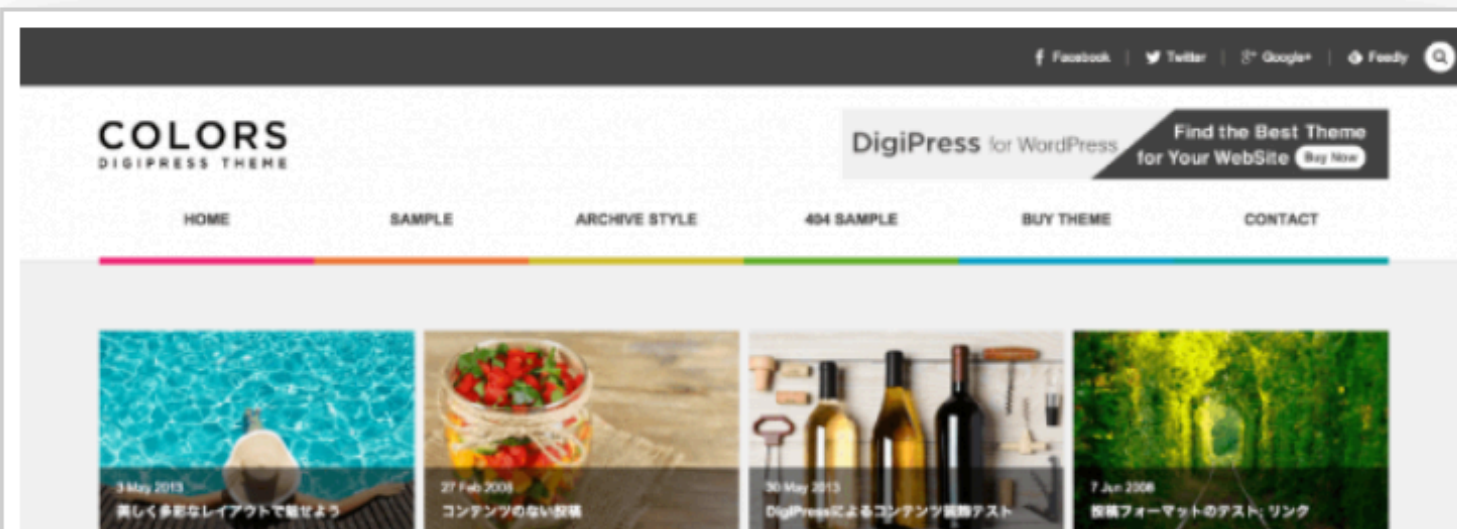 Facebook
Twitter
Google+
Feedly
COLORS
DIGIPRESS THEME
DigiPress for WordPress
Find the Best Theme
for Your WebSite Buy Now
HOME
SAMPLE
ARCHIVE STYLE
404 SAMPLE
BUY THEME
CONTACT
3 May 2013
美しく多彩なレイアウトで魅せよう
27 Feb 2008
コンテンツのない投稿
30 May 2013
DigiPressによるコンテンツ装飾テスト
7 Jun 2008
投稿フォーマットのテスト: リンク